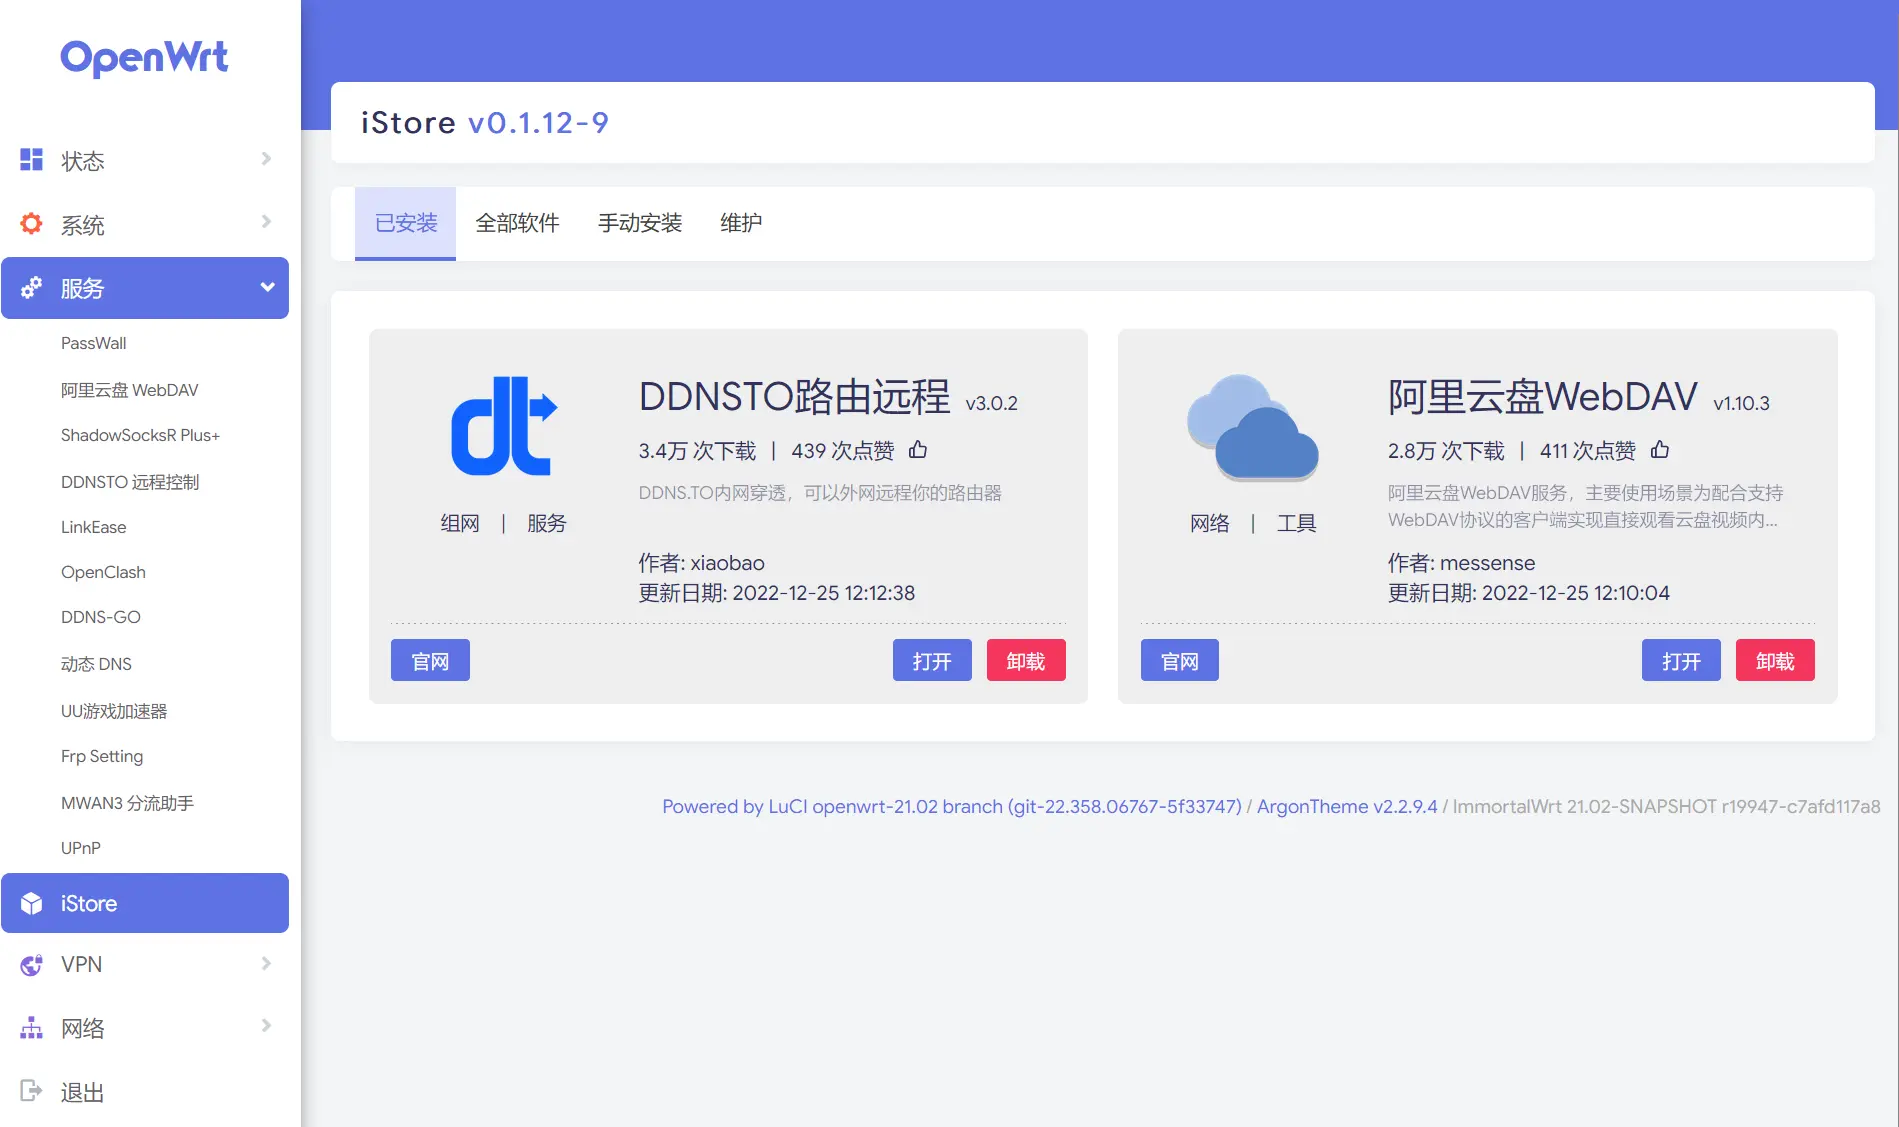 OpenWrt
状态
系统
服务
PassWall
阿里云盘 WebDAV
ShadowSocksR Plus+
DDNSTO 远程控制
LinkEase
OpenClash
DDNS-GO
动态 DNS
UU游戏加速器
Frp Setting
MWAN3 分流助手
UPnP
iStore
VPN
网络
退出
iStore v0.1.12-9
已安装 全部软件 手动安装 维护
DDNSTO路由远程 v3.0.2
3.4万 次下载 | 439 次点赞
DDNS.TO内网穿透，可以外网远程你的路由器
组网 | 服务
作者: xiaobao
更新日期: 2022-12-25 12:12:38
官网 打开 卸载
阿里云盘WebDAV v1.10.3
2.8万 次下载 | 411 次点赞
阿里云盘WebDAV服务，主要使用场景为配合支持
WebDAV协议的客户端实现直接观看云盘视频内...
网络 | 工具
作者: messense
更新日期: 2022-12-25 12:10:04
官网 打开 卸载
Powered by LuCI openwrt-21.02 branch (git-22.358.06767-5f33747) / ArgonTheme v2.2.9.4 / ImmortalWrt 21.02-SNAPSHOT r19947-c7afd117a8